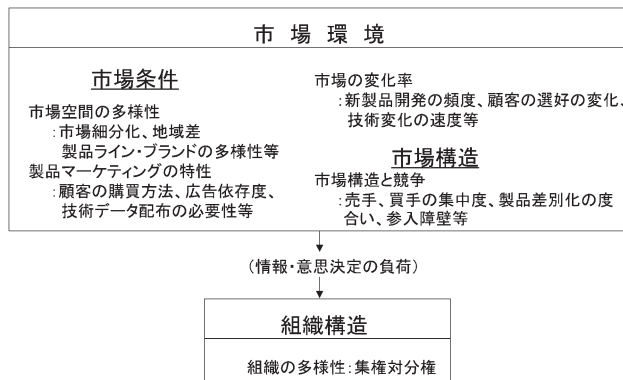 市場環境
市場条件
市場空間の多様性
:市場細分化、地域差
製品ライン・ブランドの多様性等
製品マーケティングの特性
:顧客の購買方法、広告依存度、
技術データ配布の必要性等
市場の変化率
:新製品開発の頻度、顧客の選好の変化、
技術変化の速度等
市場構造
市場構造と競争
:売手、買手の集中度、製品差別化の度
合い、参入障壁等
(情報・意思決定の負荷)
組織構造
組織の多様性:集権対分権